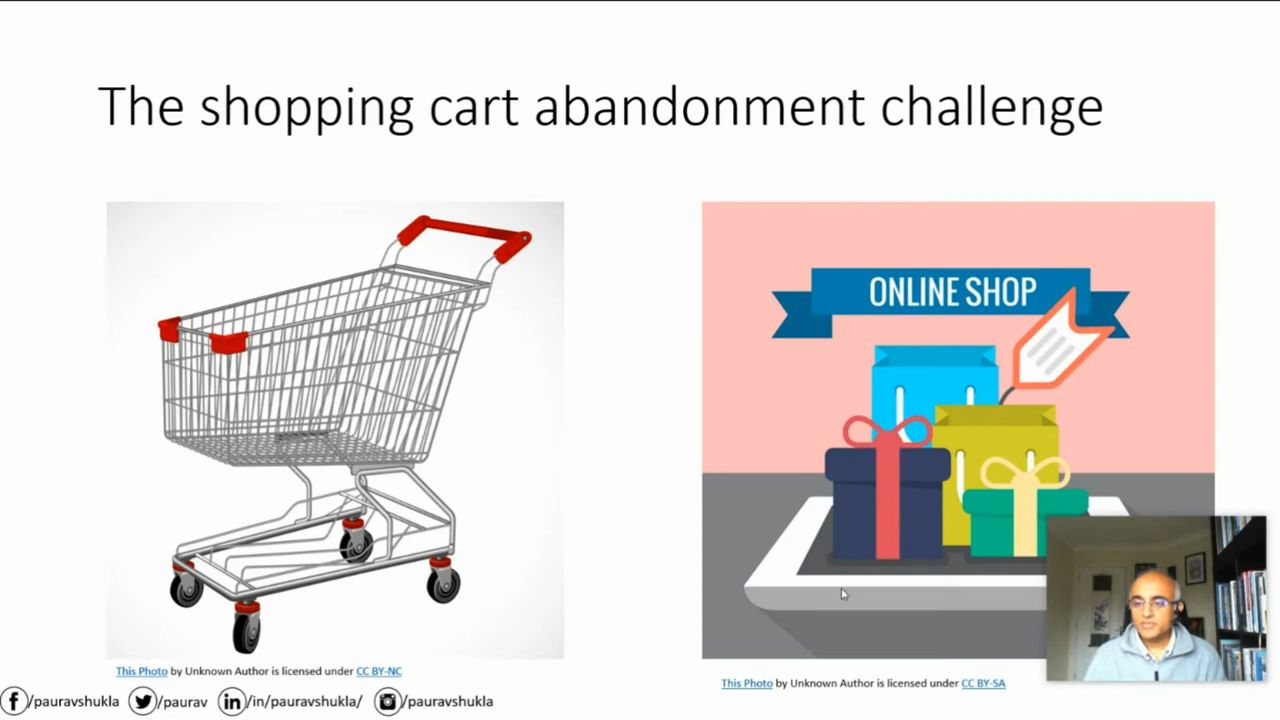 The shopping cart abandonment challenge
ONLINE SHOP
This Photo by Unknown Author is licensed under CC BY-NC
This Photo by Unknown Author is licensed under CC BY-SA
/pauravshukla /paurav /in/pauravshukla/ /pauravshukla